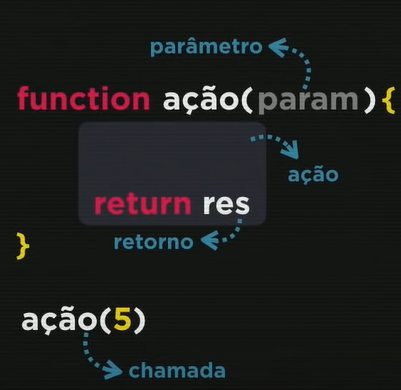 parâmetro
function ação(param){
ação
return res
retorno
}
ação(5)
chamada